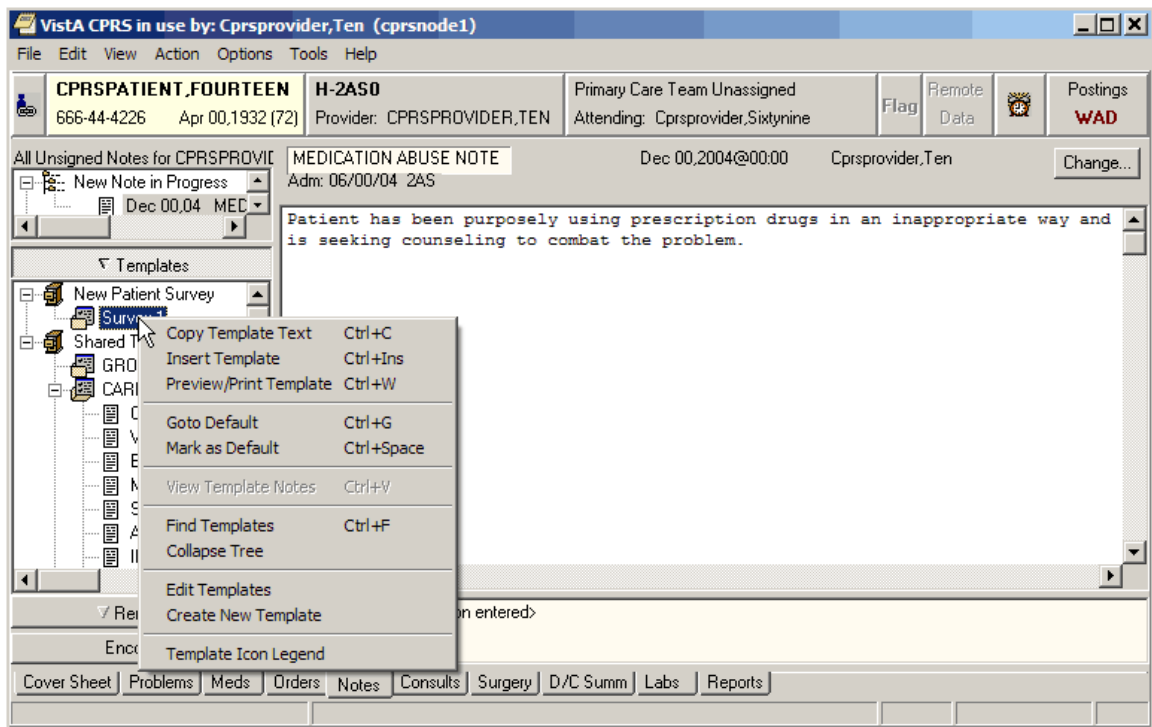 VistA CPRS in use by: Cprsprovider,Ten (cprsnode1)
File Edit View Action Options Tools Help
CPRSPATIENT,FOURTEEN H-2AS0 Primary Care Team Unassigned Flag Remote Data Postings
666-44-4226 Apr 00,1932 (72) Provider: CPRSPROVIDER,TEN Attending: Cprsprovider,Sixtynine WAD
All Unsigned Notes for CPRSPROVIE MEDICATION ABUSE NOTE Dec 00,2004@00:00 Cprsprovider,Ten Change...
New Note in Progress Adm: 06/00/04 2AS
Dec 00,04 MED
Patient has been purposely using prescription drugs in an inappropriate way and
is seeking counseling to combat the problem.
Templates
New Patient Survey
Survey 1
Shared T
GRO
CARI
Copy Template Text Ctrl+C
Insert Template Ctrl+Ins
Preview/Print Template Ctrl+W
Goto Default Ctrl+G
Mark as Default Ctrl+Space
View Template Notes Ctrl+V
Find Templates Ctrl+F
Collapse Tree
Edit Templates
Create New Template
Template Icon Legend
Rei
on entered>
Enco
Cover Sheet Problems Meds Orders Notes Consults Surgery D/C Summ Labs Reports